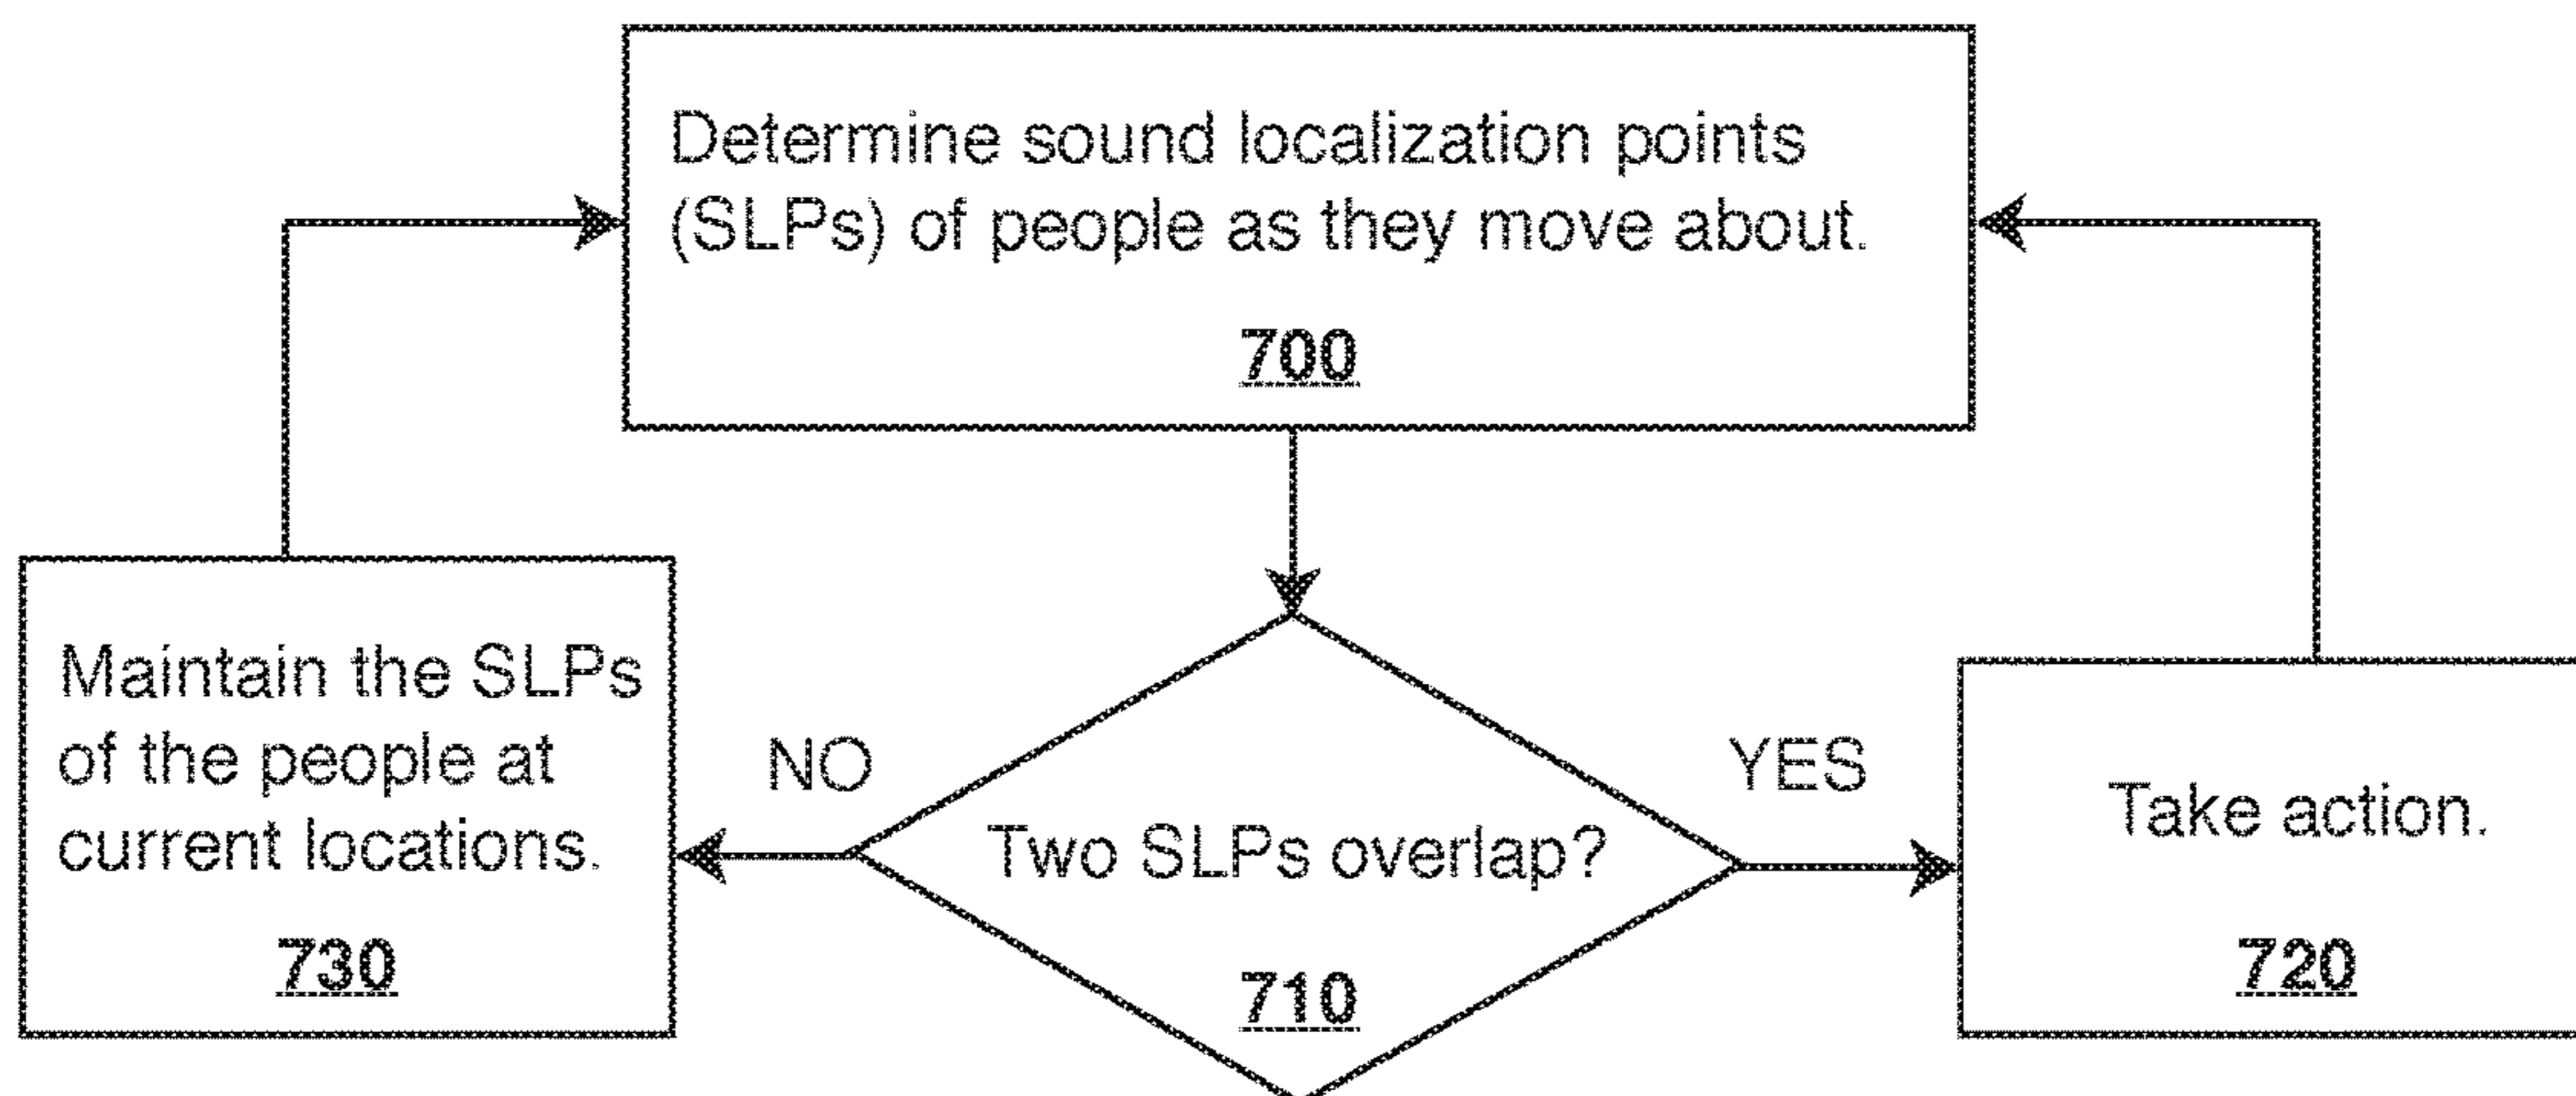 Determine sound localization points
(SLPs) of people as they move about.
700
Maintain the SLPs
of the people at
current locations.
730
NO
Two SLPs overlap?
710
YES
Take action.
720